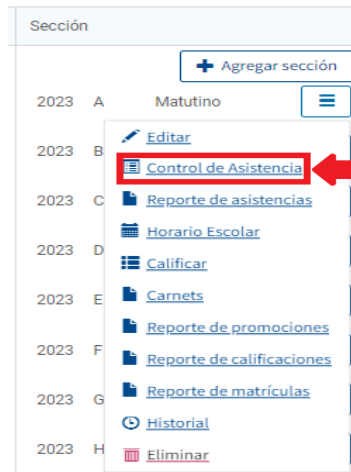 Sección
Agregar sección
2023 A Matutino
Editar
2023 B
Control de Asistencia
2023 C
Reporte de asistencias
Horario Escolar
2023 D
Calificar
2023 E
Carnets
Reporte de promociones
2023 F
Reporte de calificaciones
2023 G
Reporte de matrículas
Historial
2023 H
Eliminar